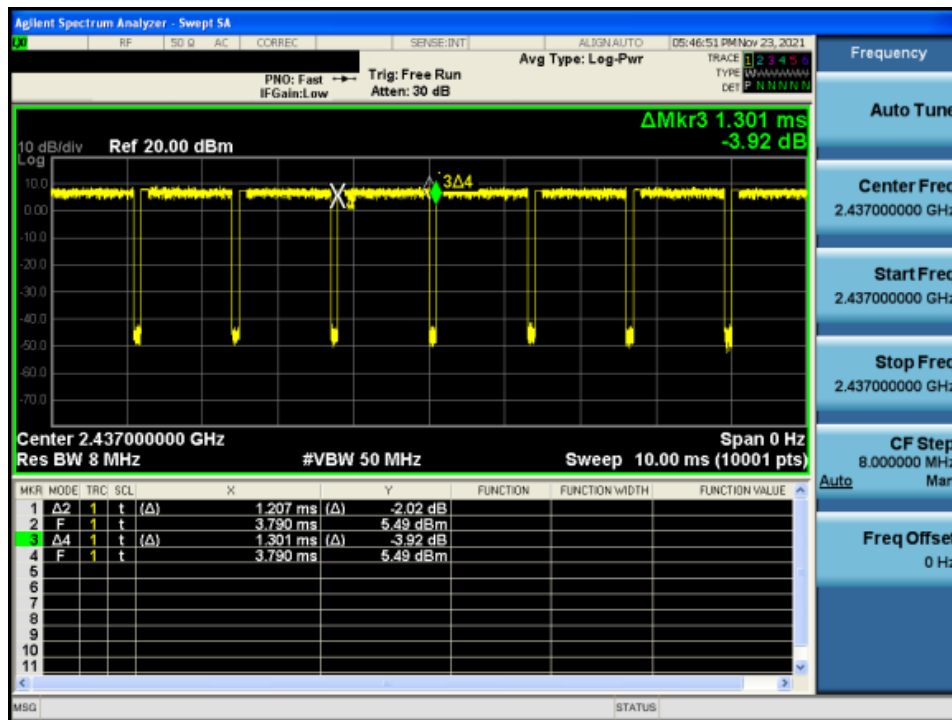 Agilent Spectrum Analyzer - Swept SA
LXI RF 50 Ω AC CORREC SENSE:INT ALIGNAUTO 05:46:51 PM Nov 23, 2021
PNO: Fast Trig: Free Run Avg Type: Log-Pwr TRACE 1 2 3 4 5 6
IFGain:Low Atten: 30 dB TYPE W
DET P N N N N N
ΔMkr3 1.301 ms
-3.92 dB
10 dB/div Ref 20.00 dBm
Log
10.0
0.00
-10.0
-20.0
-30.0
-40.0
-50.0
-60.0
-70.0
3Δ4
Center 2.437000000 GHz Span 0 Hz
Res BW 8 MHz #VBW 50 MHz Sweep 10.00 ms (10001 pts)
MKR MODE TRC SCL X Y FUNCTION FUNCTION WIDTH FUNCTION VALUE
1 Δ2 1 t (Δ) 1.207 ms (Δ) -2.02 dB
2 F 1 t 3.790 ms 5.49 dBm
3 Δ4 1 t (Δ) 1.301 ms (Δ) -3.92 dB
4 F 1 t 3.790 ms 5.49 dBm
5
6
7
8
9
10
11
MSG STATUS
Frequency
Auto Tune
Center Freq
2.437000000 GHz
Start Freq
2.437000000 GHz
Stop Freq
2.437000000 GHz
CF Step
8.000000 MHz
Auto Man
Freq Offset
0 Hz